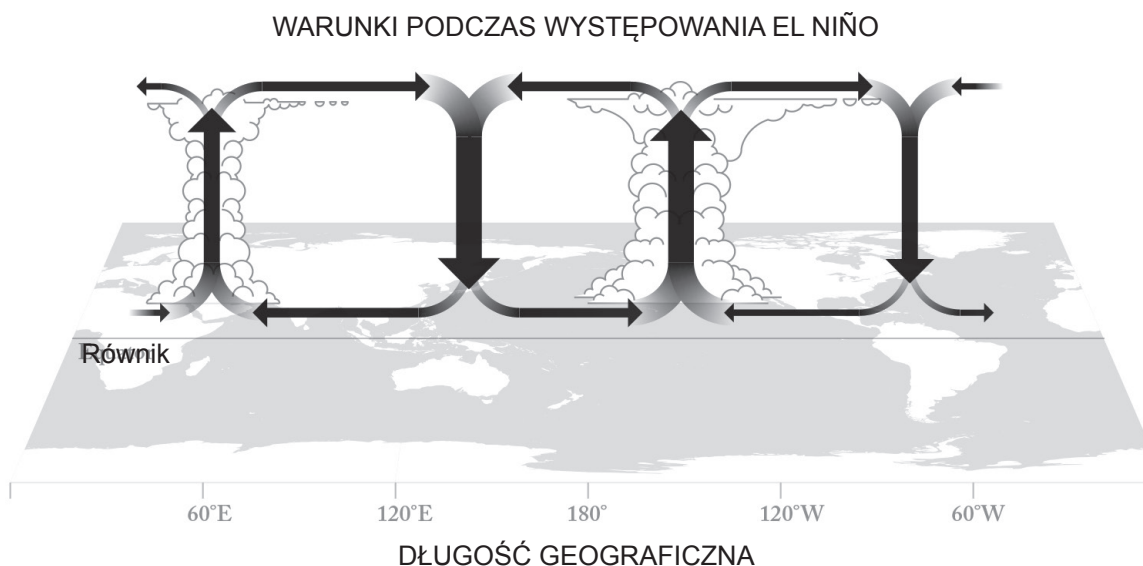 WARUNKI PODCZAS WYSTĘPOWANIA EL NIÑO
Równik
60°E 120°E 180° 120°W 60°W
DŁUGOŚĆ GEOGRAFICZNA